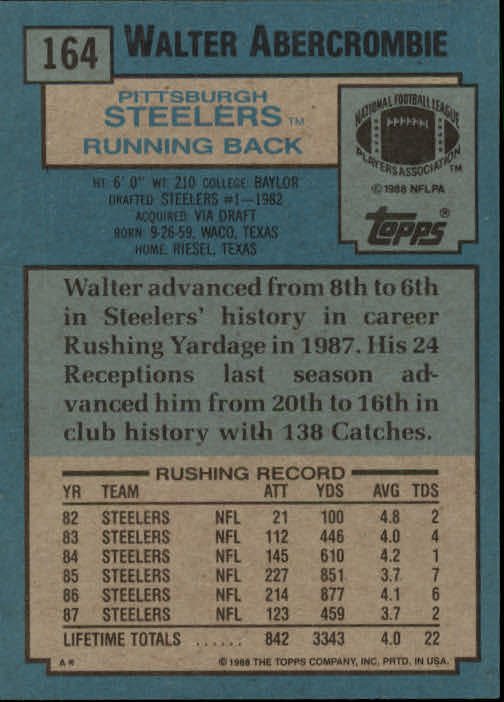 164
WALTER ABERCROMBIE
PITTSBURGH
STEELERS™
RUNNING BACK
NATIONAL FOOTBALL LEAGUE
PLAYERS ASSOCIATION™
©1988 NFLPA
topps®
HT: 6' 0" WT: 210 COLLEGE: BAYLOR
DRAFTED: STEELERS #1—1982
ACQUIRED: VIA DRAFT
BORN: 9-26-59, WACO, TEXAS
HOME: RIESEL, TEXAS
Walter advanced from 8th to 6th
in Steelers' history in career
Rushing Yardage in 1987. His 24
Receptions last season ad-
vanced him from 20th to 16th in
club history with 138 Catches.
RUSHING RECORD
YR TEAM ATT YDS AVG TDS
82 STEELERS NFL 21 100 4.8 2
83 STEELERS NFL 112 446 4.0 4
84 STEELERS NFL 145 610 4.2 1
85 STEELERS NFL 227 851 3.7 7
86 STEELERS NFL 214 877 4.1 6
87 STEELERS NFL 123 459 3.7 2
LIFETIME TOTALS ...... 842 3343 4.0 22
©1988 THE TOPPS COMPANY, INC. PRTD. IN USA.